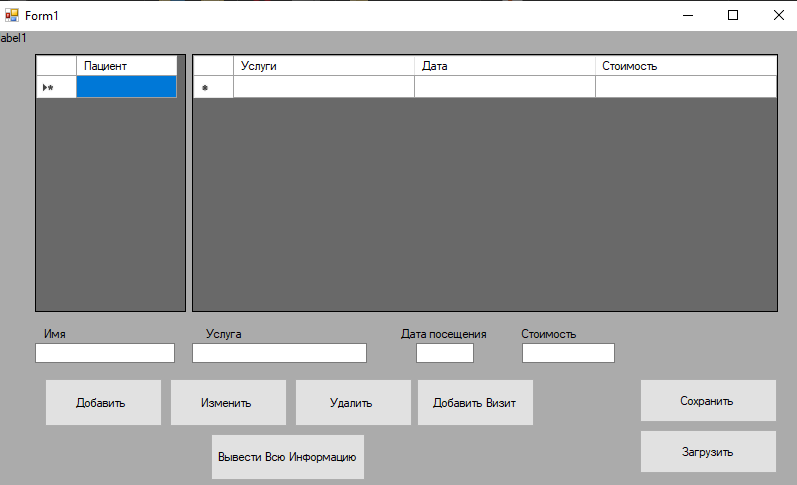 Form1
label1
Пациент
Услуги Дата Стоимость
Имя Услуга Дата посещения Стоимость
Добавить Изменить Удалить Добавить Визит Сохранить
Вывести Всю Информацию Загрузить